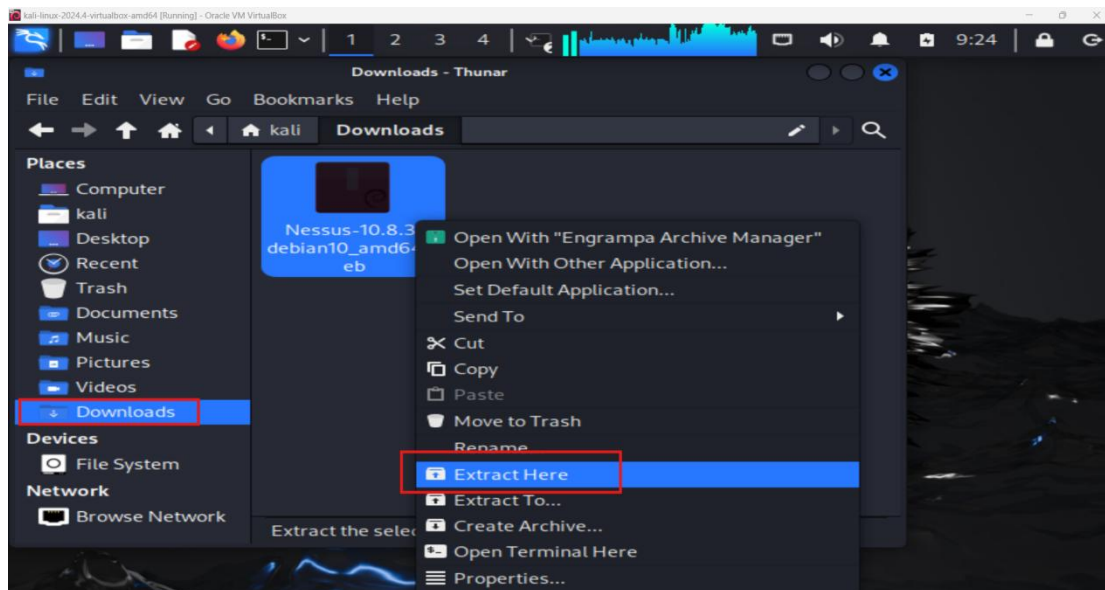 kali-linux-2024.4-virtualbox-amd64 [Running] - Oracle VM VirtualBox
1 2 3 4 9:24
Downloads - Thunar
File Edit View Go Bookmarks Help
kali Downloads
Places
Computer
kali
Desktop
Recent
Trash
Documents
Music
Pictures
Videos
Downloads
Devices
File System
Network
Browse Network
Nessus-10.8.3
debian10_amd64
eb
Open With "Engrampa Archive Manager"
Open With Other Application...
Set Default Application...
Send To
Cut
Copy
Paste
Move to Trash
Rename...
Extract Here
Extract To...
Create Archive...
Open Terminal Here
Properties...
Extract the selec